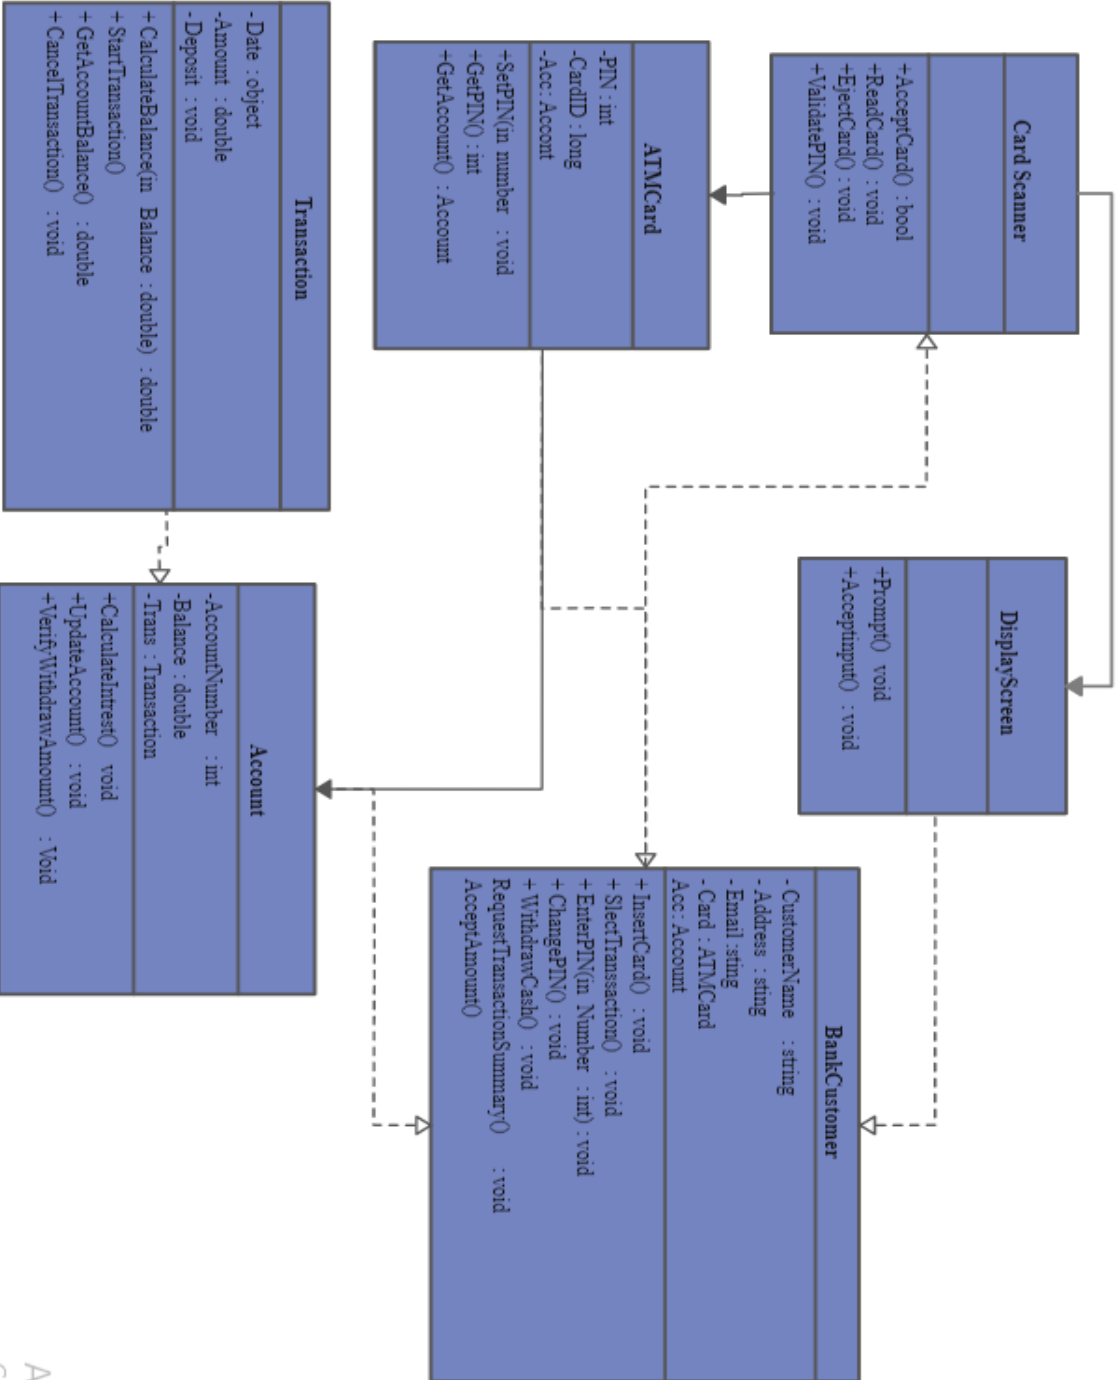 Card Scanner
+AcceptCard() : bool
+ReadCard() : void
+EjectCard() : void
+ValidatePIN() : void
DisplayScreen
+Prompt() void
+Acceptinput() : void
ATMCard
-PIN : int
-CardID : long
-Acc: Accont
+SetPIN(in number : void
+GetPIN() : int
+GetAccount() : Account
BankCustomer
- CustomerName : string
- Address : sting
- Email :sting
- Card : ATMCard
Acc: Account
+ InsertCard() : void
+ SlectTranssaction() : void
+ EnterPIN(in Number : int) : void
+ ChangePIN() : void
+ WithdrawCash() : void
RequestTransactionSummary() : void
AcceptAmount()
Transaction
- Date : object
-Amount : double
- Deposit : void
+ CalculateBalance(in Balance : double) : double
+ StartTransaction()
+ GetAccountBalance() : double
+ CancelTransaction() : void
Account
-AccountNumber : int
-Balance : double
-Trans : Transaction
+CalculateIntrest() void
+UpdateAccount() : void
+VerifyWithdrawAmount() : Void